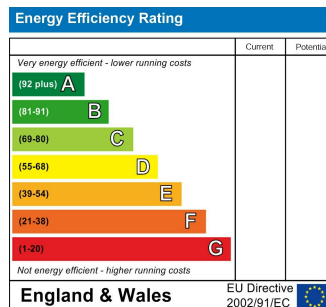 Energy Efficiency Rating
Current Potential
Very energy efficient - lower running costs
(92 plus) A
(81-91) B
(69-80) C
(55-68) D
(39-54) E
(21-38) F
(1-20) G
Not energy efficient - higher running costs
England & Wales
EU Directive
2002/91/EC